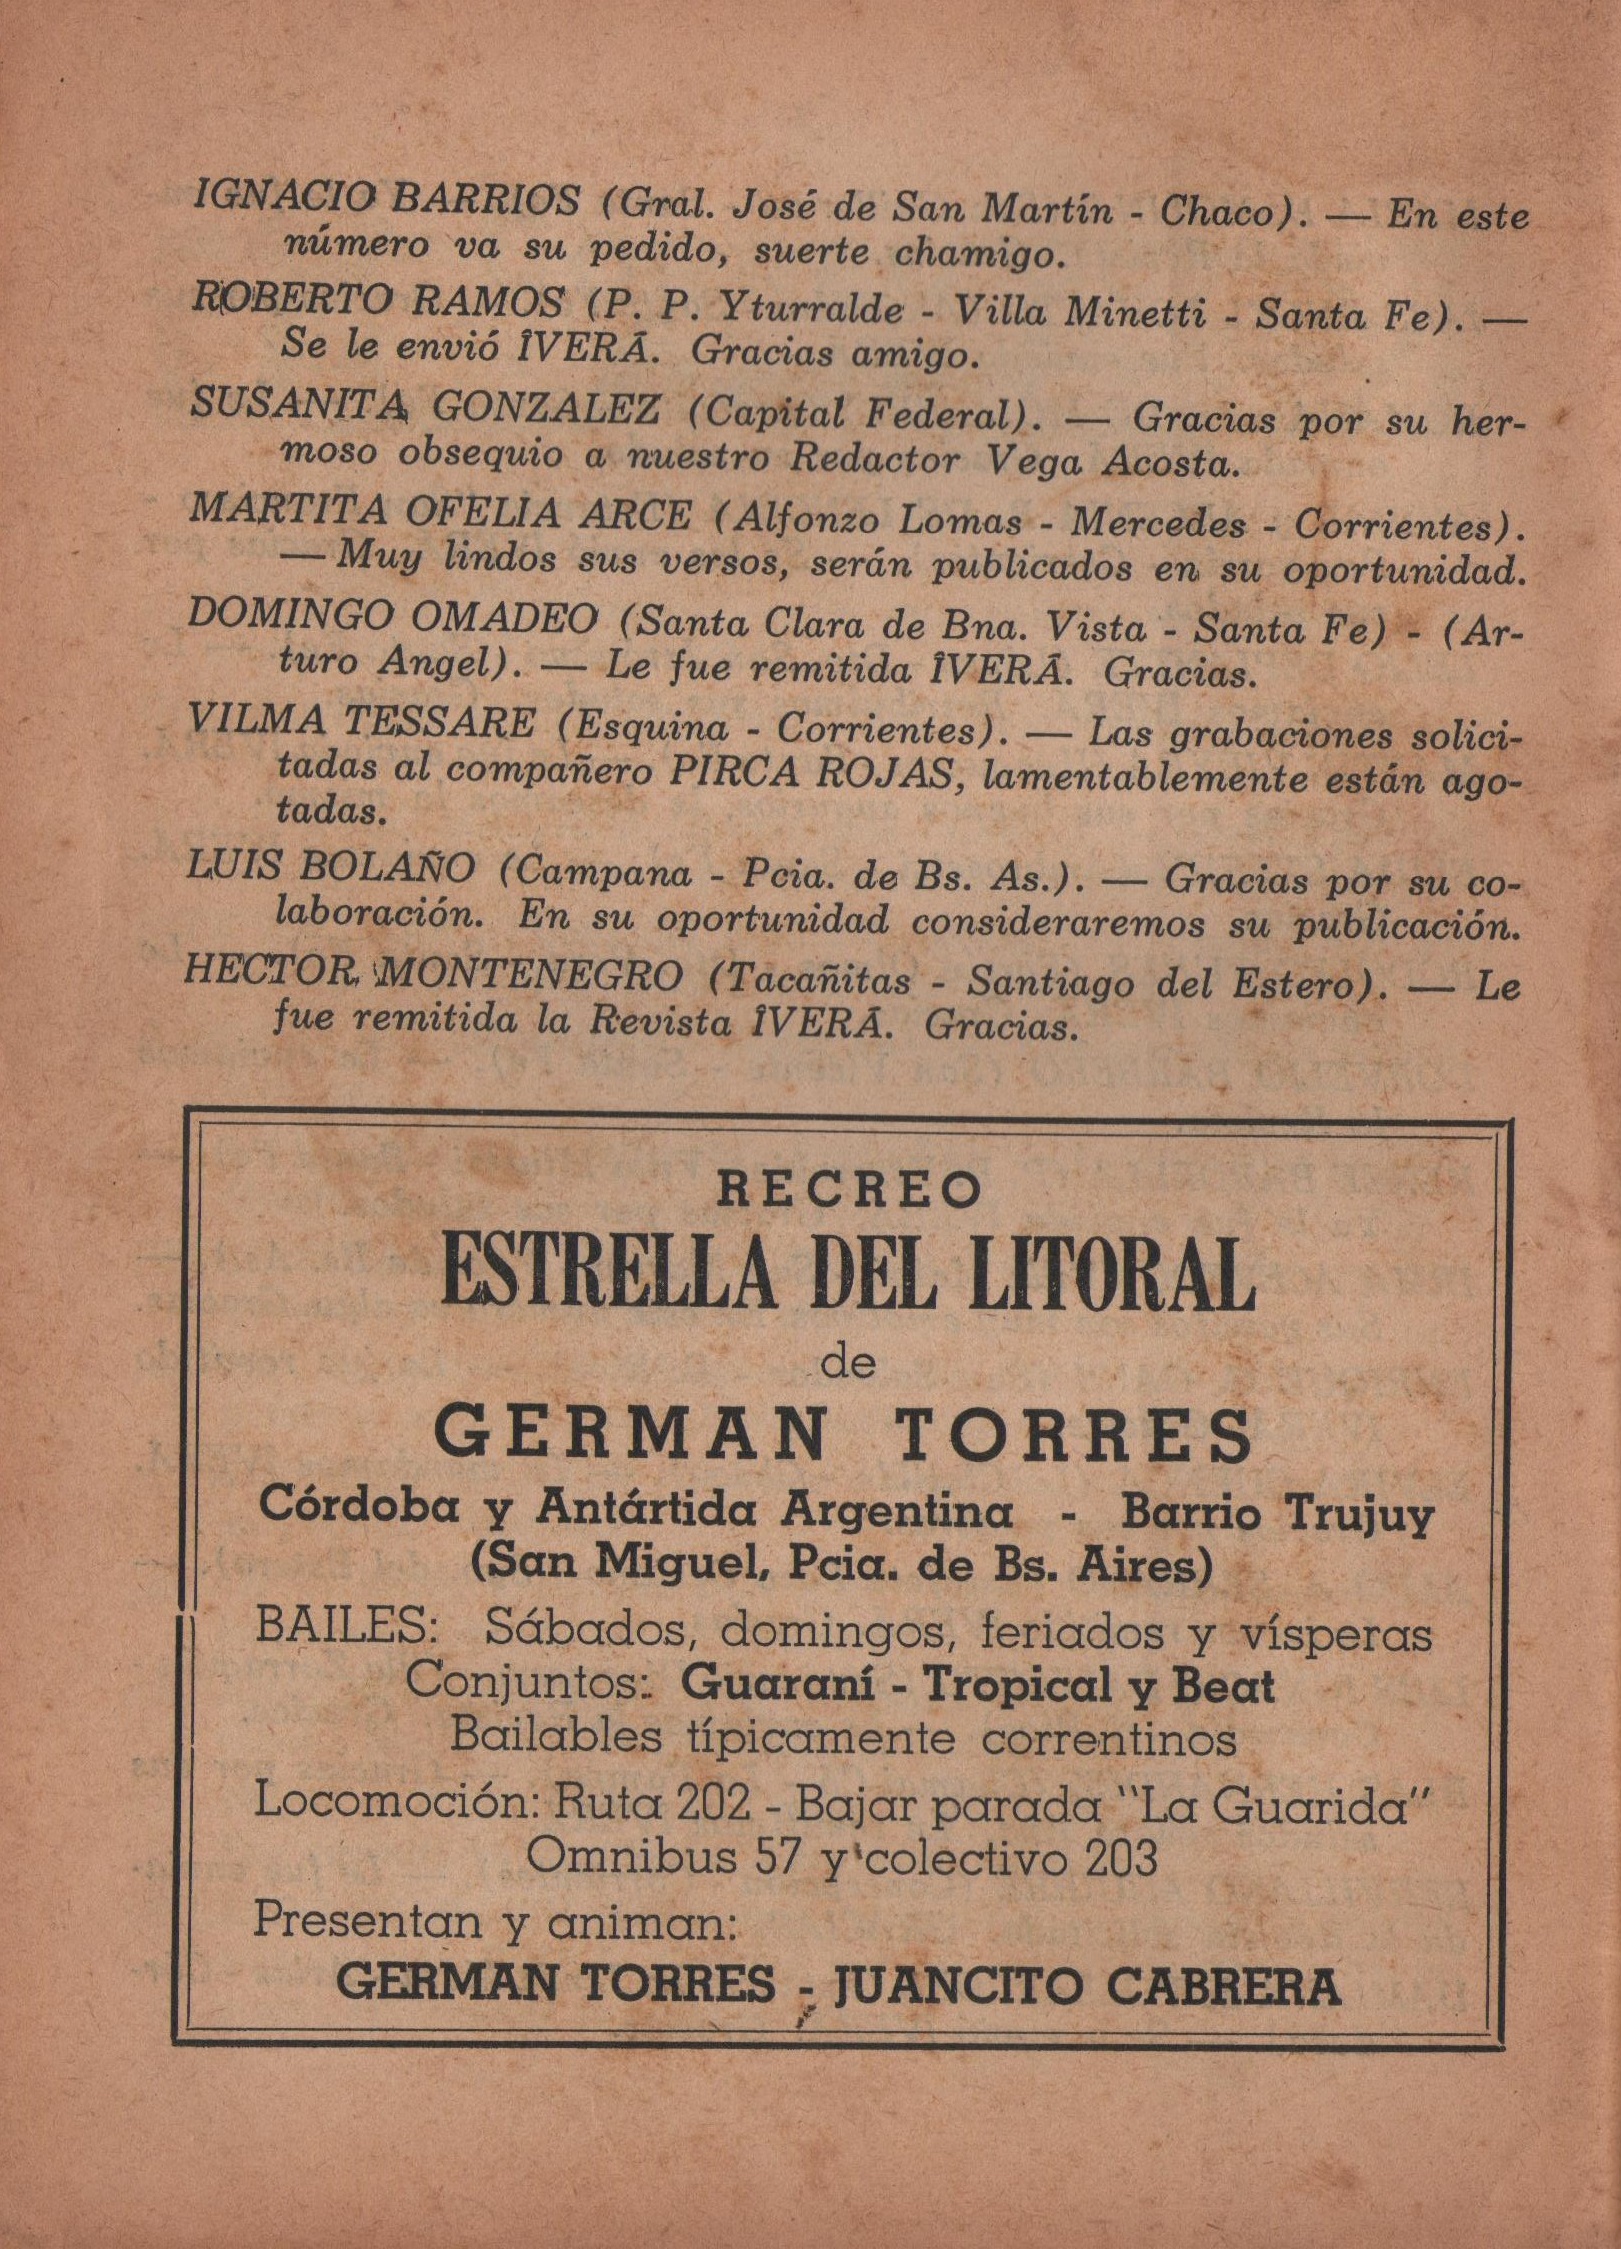 IGNACIO BARRIOS (Gral. José de San Martín - Chaco). — En este
número va su pedido, suerte chamigo.
ROBERTO RAMOS (P. P. Yturralde - Villa Minetti - Santa Fe). —
Se le envió ÎVERÃ. Gracias amigo.
SUSANITA GONZALEZ (Capital Federal). — Gracias por su her-
moso obsequio a nuestro Redactor Vega Acosta.
MARTITA OFELIA ARCE (Alfonzo Lomas - Mercedes - Corrientes).
— Muy lindos sus versos, serán publicados en su oportunidad.
DOMINGO OMADEO (Santa Clara de Bna. Vista - Santa Fe) - (Ar-
turo Angel). — Le fue remitida ÎVERÃ. Gracias.
VILMA TESSARE (Esquina - Corrientes). — Las grabaciones solici-
tadas al compañero PIRCA ROJAS, lamentablemente están ago-
tadas.
LUIS BOLAÑO (Campana - Pcia. de Bs. As.). — Gracias por su co-
laboración. En su oportunidad consideraremos su publicación.
HECTOR MONTENEGRO (Tacañitas - Santiago del Estero). — Le
fue remitida la Revista ÎVERÃ. Gracias.
RECREO
ESTRELLA DEL LITORAL
de
GERMAN TORRES
Córdoba y Antártida Argentina - Barrio Trujuy
(San Miguel, Pcia. de Bs. Aires)
BAILES: Sábados, domingos, feriados y vísperas
Conjuntos: Guaraní - Tropical y Beat
Bailables típicamente correntinos
Locomoción: Ruta 202 - Bajar parada "La Guarida"
Omnibus 57 y colectivo 203
Presentan y animan:
GERMAN TORRES - JUANCITO CABRERA